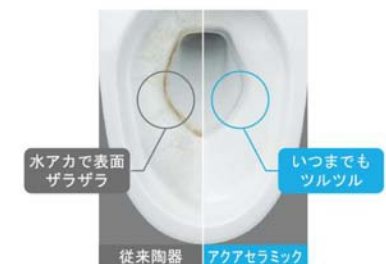 水アカで表面
ザラザラ
いつまでも
ツルツル
従来陶器
アクアセラミック